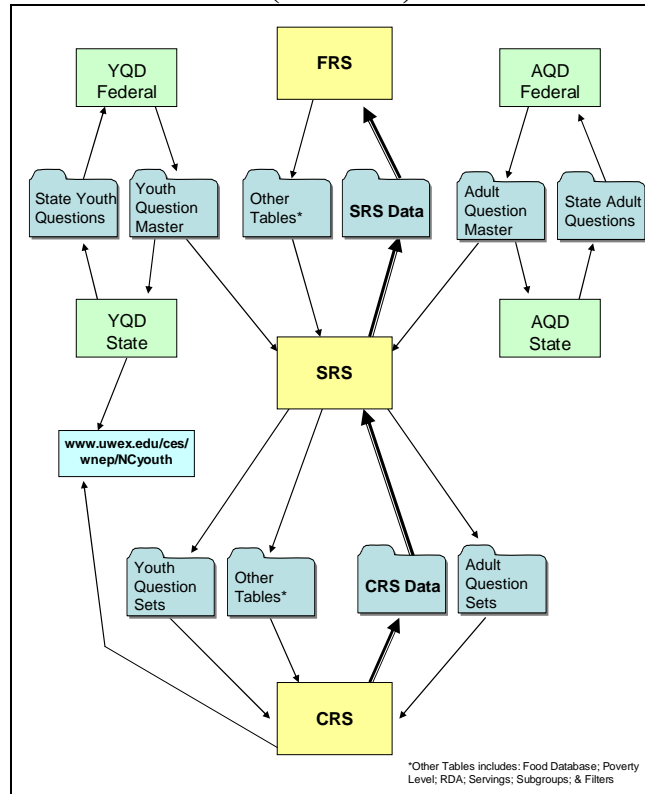 YQD
Federal
FRS
AQD
Federal
State Youth
Questions
Youth
Question
Master
Other
Tables*
SRS Data
Adult
Question
Master
State Adult
Questions
YQD
State
SRS
AQD
State
www.uwex.edu/ces/
wnep/NCyouth
Youth
Question
Sets
Other
Tables*
CRS Data
Adult
Question
Sets
CRS
*Other Tables includes: Food Database; Poverty
Level; RDA; Servings; Subgroups; & Filters